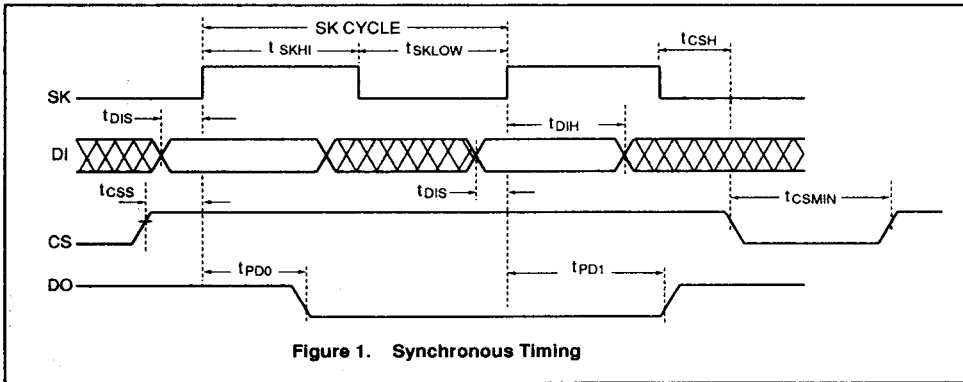 SK CYCLE
tSKHI tSKLOW tCSH
SK
tDIS tDIH
DI
tCSS tDIS tCSMIN
CS
tPD0 tPD1
DO
Figure 1. Synchronous Timing